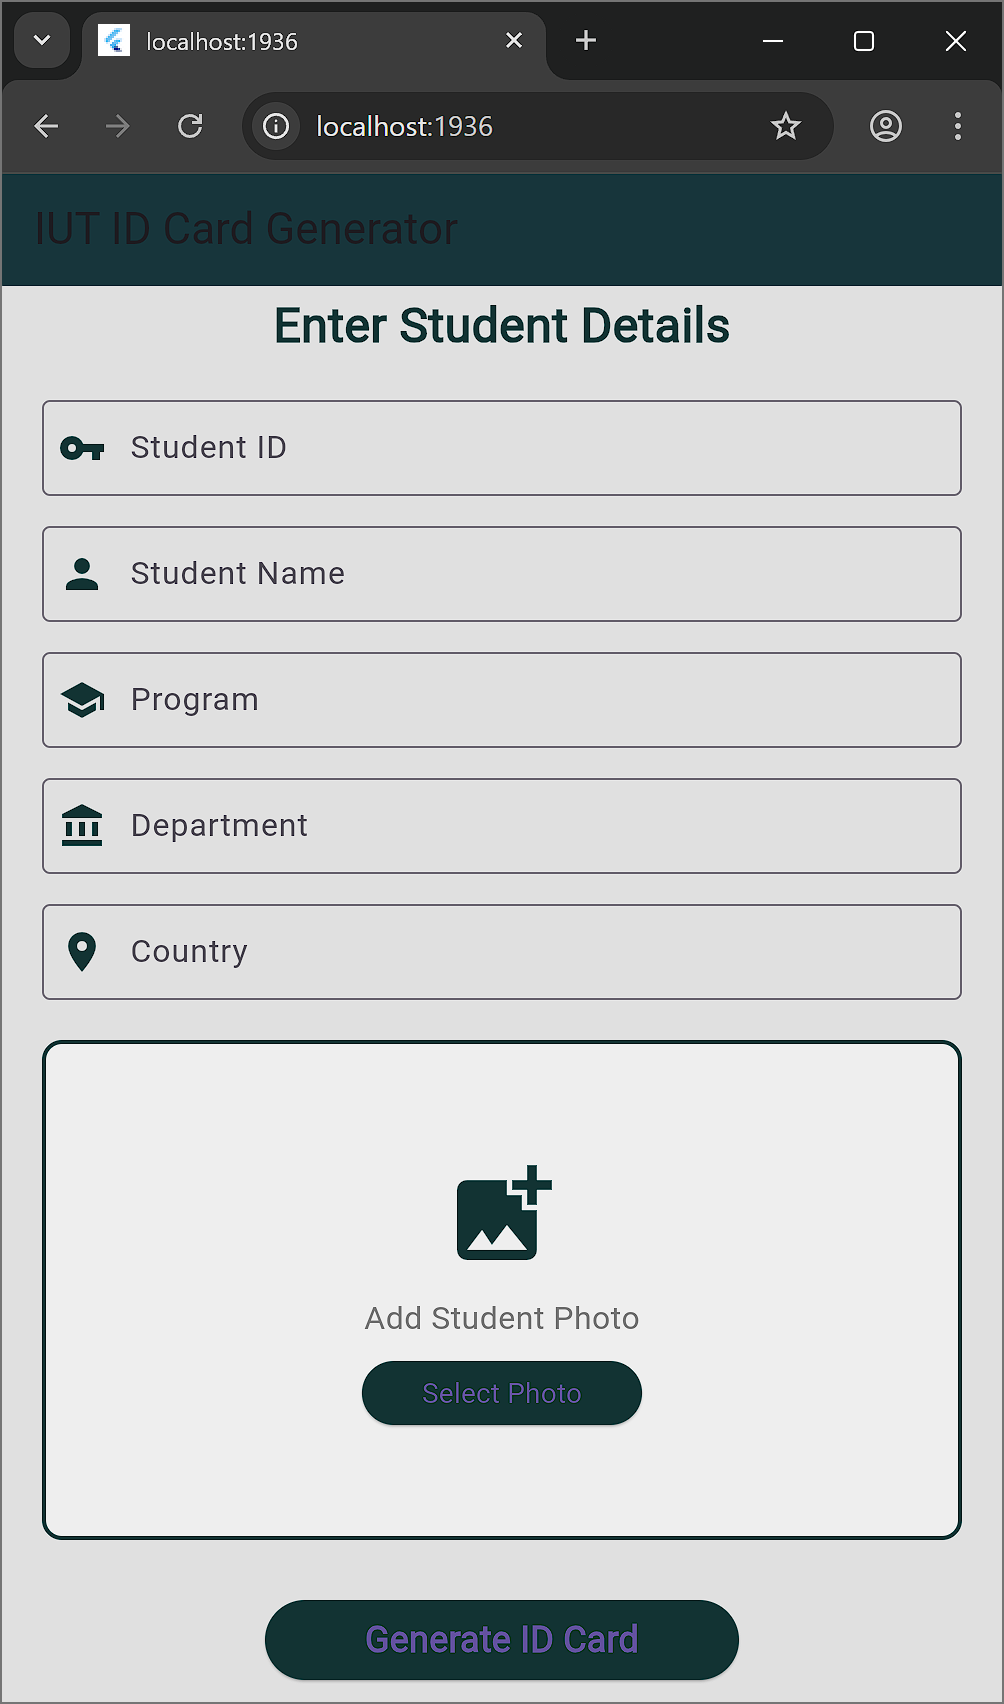 localhost:1936
localhost:1936
IUT ID Card Generator
Enter Student Details
Student ID
Student Name
Program
Department
Country
Add Student Photo
Select Photo
Generate ID Card